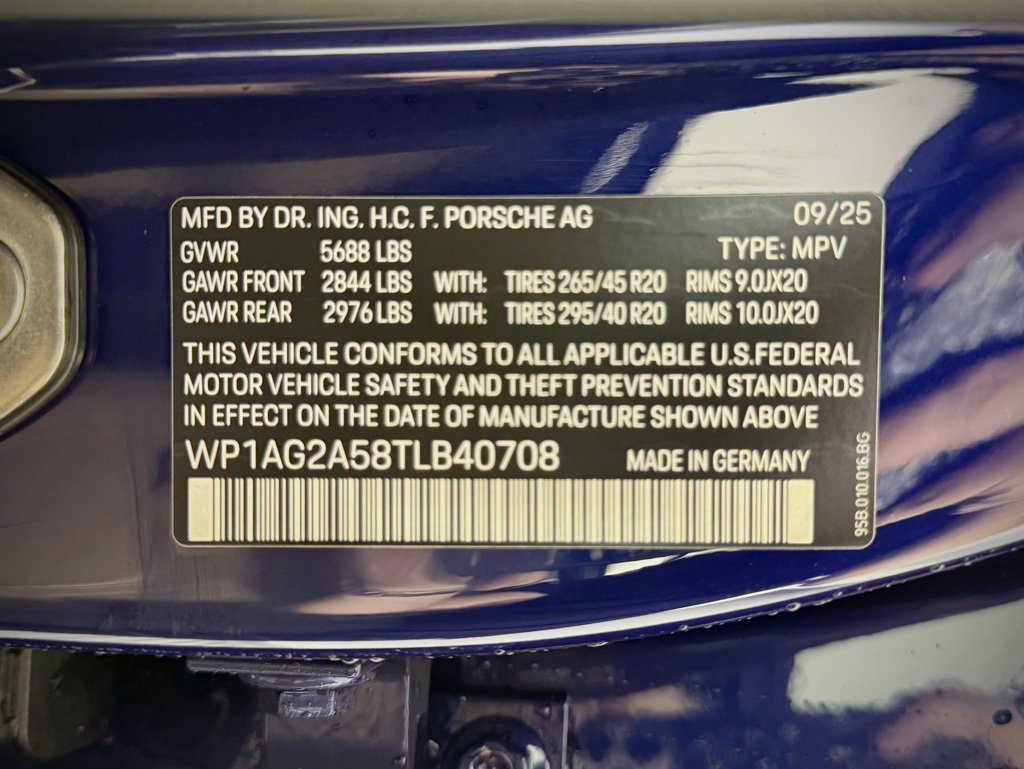 MFD BY DR. ING. H.C. F. PORSCHE AG 09/25
GVWR 5688 LBS TYPE: MPV
GAWR FRONT 2844 LBS WITH: TIRES 265/45 R20 RIMS 9.0JX20
GAWR REAR 2976 LBS WITH: TIRES 295/40 R20 RIMS 10.0JX20
THIS VEHICLE CONFORMS TO ALL APPLICABLE U.S.FEDERAL
MOTOR VEHICLE SAFETY AND THEFT PREVENTION STANDARDS
IN EFFECT ON THE DATE OF MANUFACTURE SHOWN ABOVE
WP1AG2A58TLB40708 MADE IN GERMANY
95B.010.016.BG